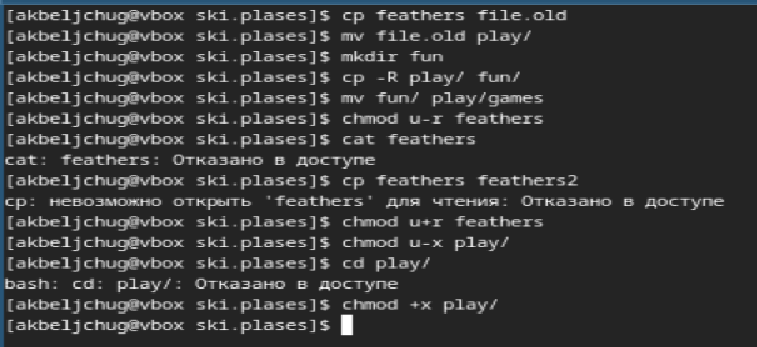 [akbeljchug@vbox ski.plases]$ cp feathers file.old
[akbeljchug@vbox ski.plases]$ mv file.old play/
[akbeljchug@vbox ski.plases]$ mkdir fun
[akbeljchug@vbox ski.plases]$ cp -R play/ fun/
[akbeljchug@vbox ski.plases]$ mv fun/ play/games
[akbeljchug@vbox ski.plases]$ chmod u-r feathers
[akbeljchug@vbox ski.plases]$ cat feathers
cat: feathers: Отказано в доступе
[akbeljchug@vbox ski.plases]$ cp feathers feathers2
cp: невозможно открыть 'feathers' для чтения: Отказано в доступе
[akbeljchug@vbox ski.plases]$ chmod u+r feathers
[akbeljchug@vbox ski.plases]$ chmod u-x play/
[akbeljchug@vbox ski.plases]$ cd play/
bash: cd: play/: Отказано в доступе
[akbeljchug@vbox ski.plases]$ chmod +x play/
[akbeljchug@vbox ski.plases]$